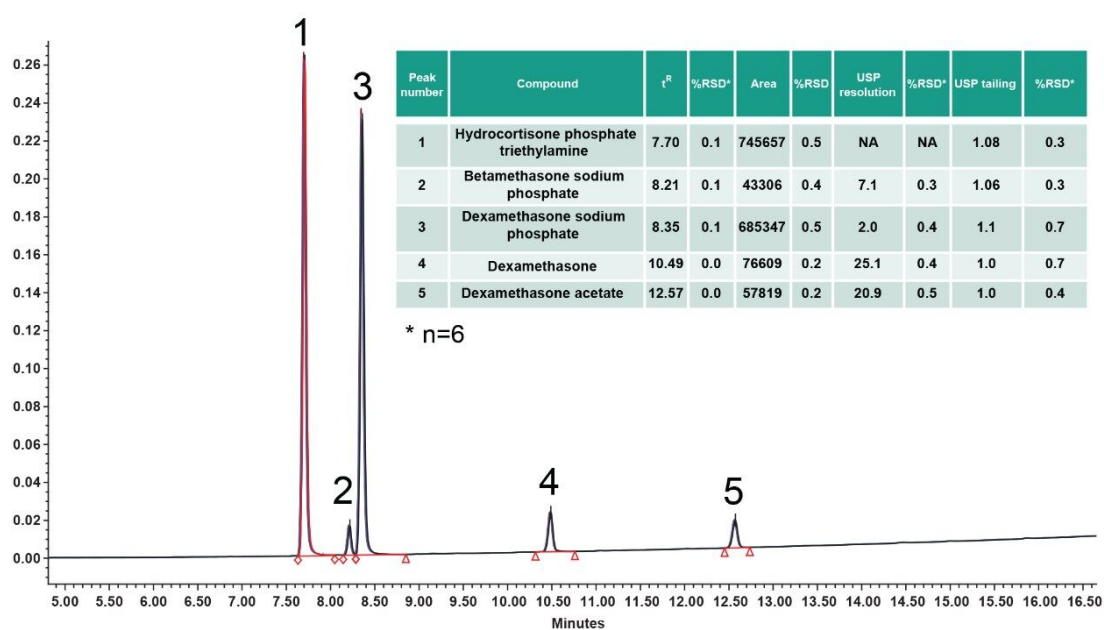 1
3
2
4
5
0.26
0.24
0.22
0.20
0.18
0.16
0.14
0.12
0.10
0.08
0.06
0.04
0.02
0.00
Peak number Compound tR %RSD* Area %RSD USP resolution %RSD* USP tailing %RSD*
1 Hydrocortisone phosphate triethylamine 7.70 0.1 745657 0.5 NA NA 1.08 0.3
2 Betamethasone sodium phosphate 8.21 0.1 43306 0.4 7.1 0.3 1.06 0.3
3 Dexamethasone sodium phosphate 8.35 0.1 685347 0.5 2.0 0.4 1.1 0.7
4 Dexamethasone 10.49 0.0 76609 0.2 25.1 0.4 1.0 0.7
5 Dexamethasone acetate 12.57 0.0 57819 0.2 20.9 0.5 1.0 0.4
* n=6
5.00 5.50 6.00 6.50 7.00 7.50 8.00 8.50 9.00 9.50 10.00 10.50 11.00 11.50 12.00 12.50 13.00 13.50 14.00 14.50 15.00 15.50 16.00 16.50
Minutes